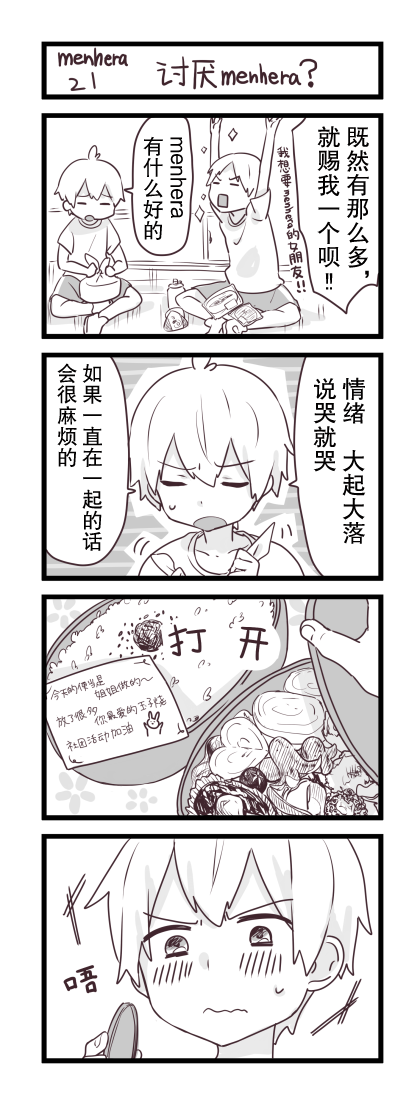 menhera
21
讨厌menhera?
既然有那么多，
就赐我一个呗!!
我想要menhera的女朋友!!
menhera
有什么好的
情绪 大起大落
说哭就哭
如果一直在一起的话
会很麻烦的
打开
今天的便当是
姐姐做的~
放了很多
你最爱的玉子烧
社团活动加油
唔